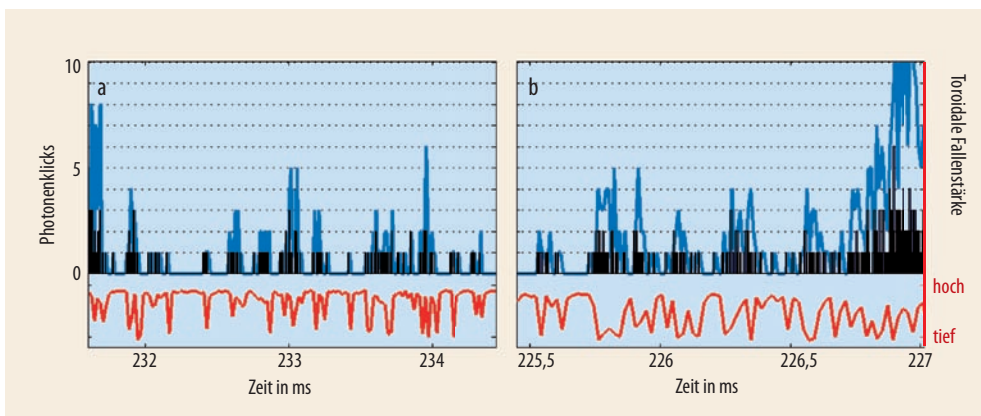 Photonenklicks
10
5
0
a
232
233
234
Zeit in ms
b
225,5
226
226,5
227
Zeit in ms
Toroidale Fallenstärke
hoch
tief